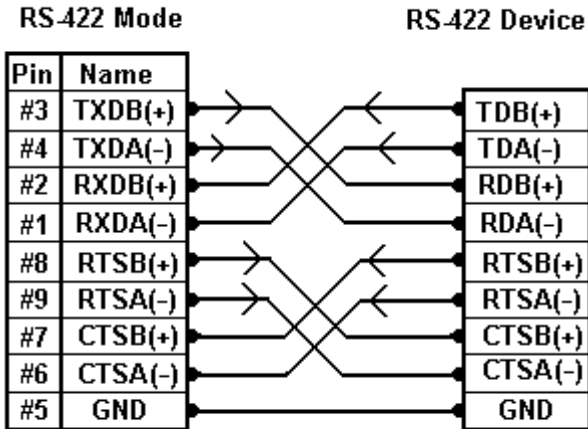 RS-422 Mode RS-422 Device
Pin Name
#3 TXDB(+) TDB(+)
#4 TXDA(-) TDA(-)
#2 RXDB(+) RDB(+)
#1 RXDA(-) RDA(-)
#8 RTSB(+) RTSB(+)
#9 RTSA(-) RTSA(-)
#7 CTSB(+) CTSB(+)
#6 CTSA(-) CTSA(-)
#5 GND GND